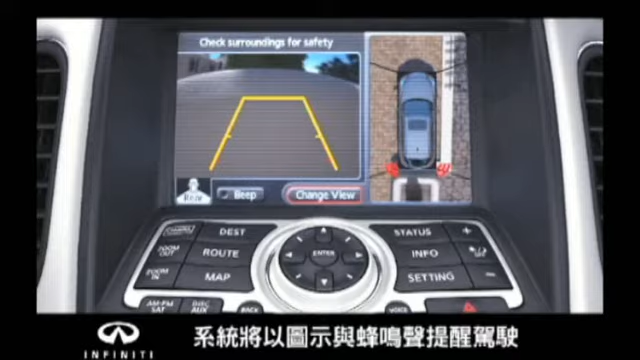 Check surroundings for safety
Rear
Beep
Change View
CAMERA
DEST
STATUS
+
ZOOM OUT
ROUTE
ENTER
INFO
ZOOM IN
MAP
SETTING
-
AM·FM SAT
DISC AUX
BACK
VOICE
INFINITI
系統將以圖示與蜂鳴聲提醒駕駛